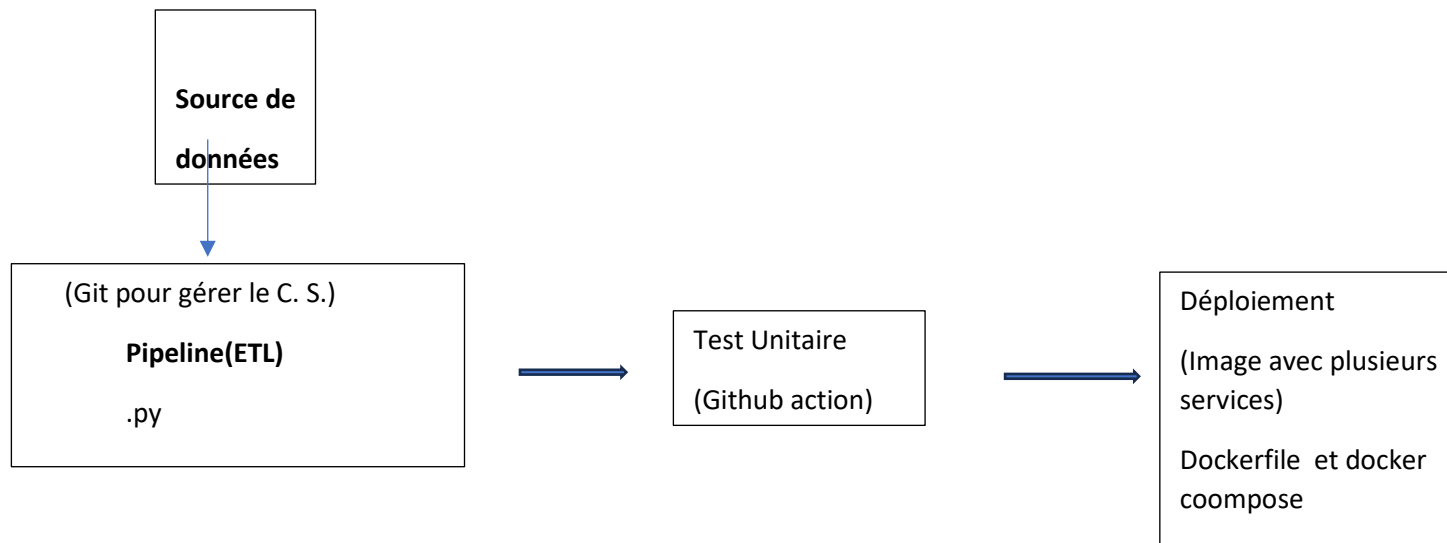 Source de
données
(Git pour gérer le C. S.)
Pipeline(ETL)
.py
Test Unitaire
(Github action)
Déploiement
(Image avec plusieurs
services)
Dockerfile et docker
coompose